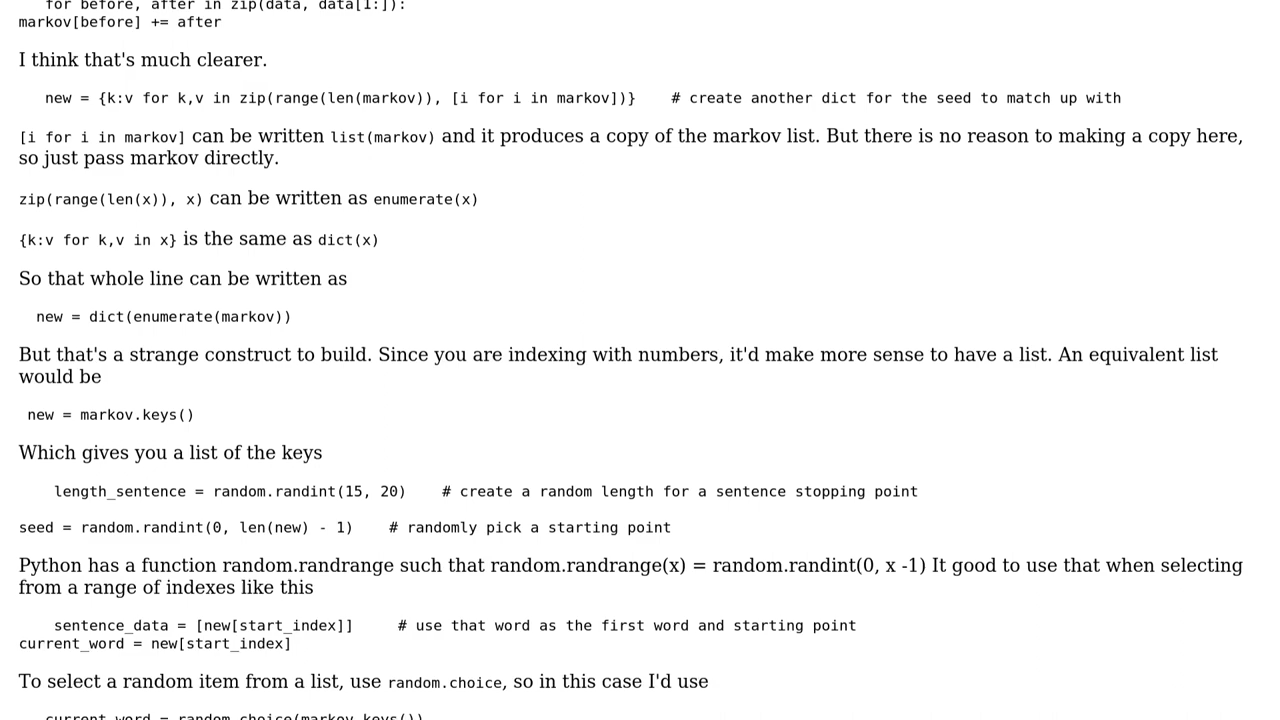 for before, after in zip(data, data[1:]):
markov[before] += after
I think that's much clearer.
new = {k:v for k,v in zip(range(len(markov)), [i for i in markov])}    # create another dict for the seed to match up with
[i for i in markov] can be written list(markov) and it produces a copy of the markov list. But there is no reason to making a copy here,
so just pass markov directly.
zip(range(len(x)), x) can be written as enumerate(x)
{k:v for k,v in x} is the same as dict(x)
So that whole line can be written as
new = dict(enumerate(markov))
But that's a strange construct to build. Since you are indexing with numbers, it'd make more sense to have a list. An equivalent list
would be
new = markov.keys()
Which gives you a list of the keys
length_sentence = random.randint(15, 20)    # create a random length for a sentence stopping point
seed = random.randint(0, len(new) - 1)    # randomly pick a starting point
Python has a function random.randrange such that random.randrange(x) = random.randint(0, x -1) It good to use that when selecting
from a range of indexes like this
sentence_data = [new[start_index]]     # use that word as the first word and starting point
current_word = new[start_index]
To select a random item from a list, use random.choice, so in this case I'd use
current_word = random.choice(markov.keys())